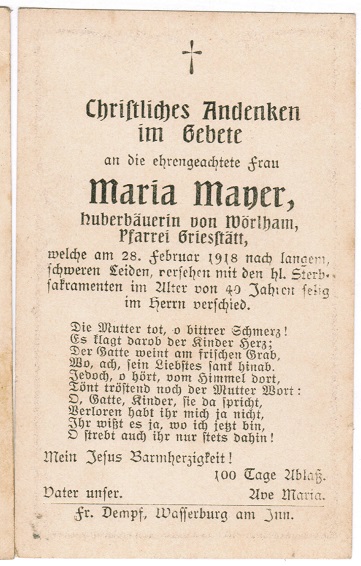 Christliches Andenken
im Gebete
an die ehrengeachtete Frau
Maria Mayer,
Huberbäuerin von Wörlham,
Pfarrei Griesstätt,
welche am 28. Februar 1918 nach langem,
schweren Leiden, versehen mit den hl. Sterb-
sakramenten im Alter von 49 Jahren selig
im Herrn verschied.
Die Mutter tot, o bittrer Schmerz!
Es klagt darob der Kinder Herz;
Der Gatte weint am frischen Grab,
Wo, ach, sein Liebstes sank hinab.
Jedoch, o hört, vom Himmel dort,
Tönt tröstend noch der Mutter Wort:
O, Gatte, Kinder, sie da spricht,
Verloren habt ihr mich ja nicht,
Ihr wißt es ja, wo ich jetzt bin,
O strebt auch ihr nur stets dahin!
Mein Jesus Barmherzigkeit!
100 Tage Ablaß.
Vater unser. Ave Maria.
Fr. Dempf, Wasserburg am Inn.